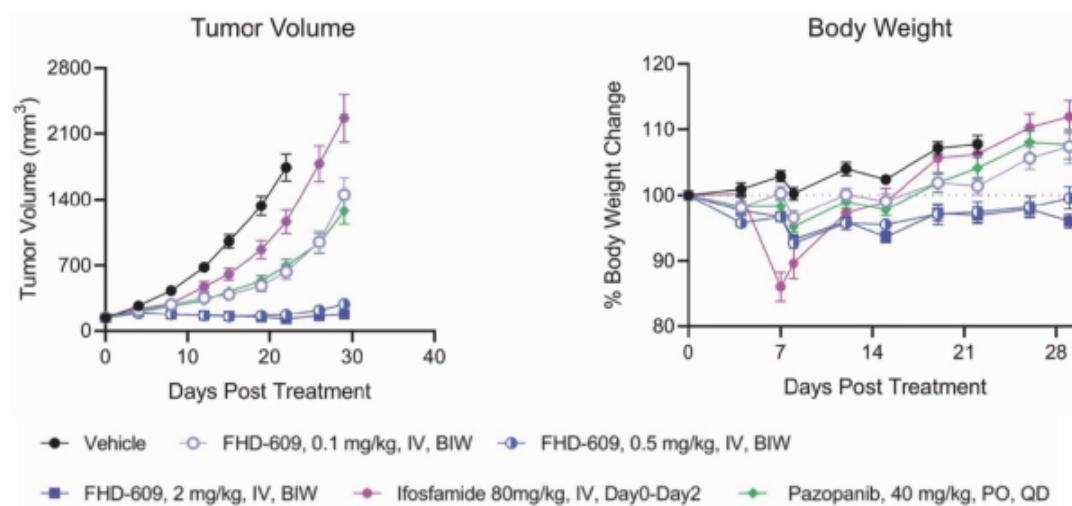 Tumor Volume
Tumor Volume (mm³)
2800
2100
1400
700
0
0 10 20 30 40
Days Post Treatment
Body Weight
% Body Weight Change
120
110
100
90
80
0 7 14 21 28
Days Post Treatment
Vehicle FHD-609, 0.1 mg/kg, IV, BIW FHD-609, 0.5 mg/kg, IV, BIW
FHD-609, 2 mg/kg, IV, BIW Ifosfamide 80mg/kg, IV, Day0-Day2 Pazopanib, 40 mg/kg, PO, QD